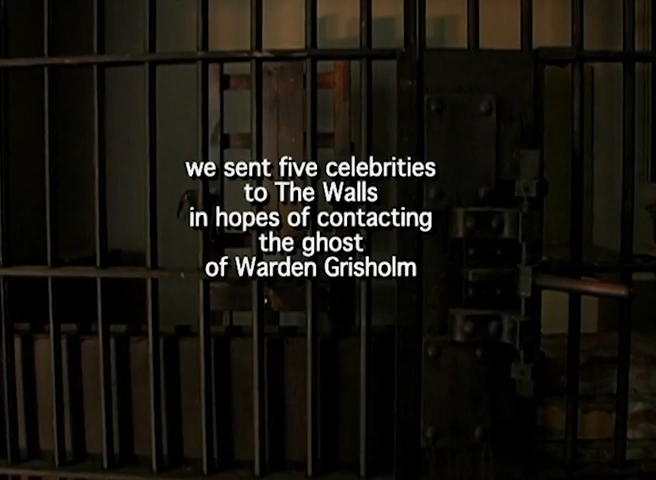 we sent five celebrities
to The Walls
in hopes of contacting
the ghost
of Warden Grisholm